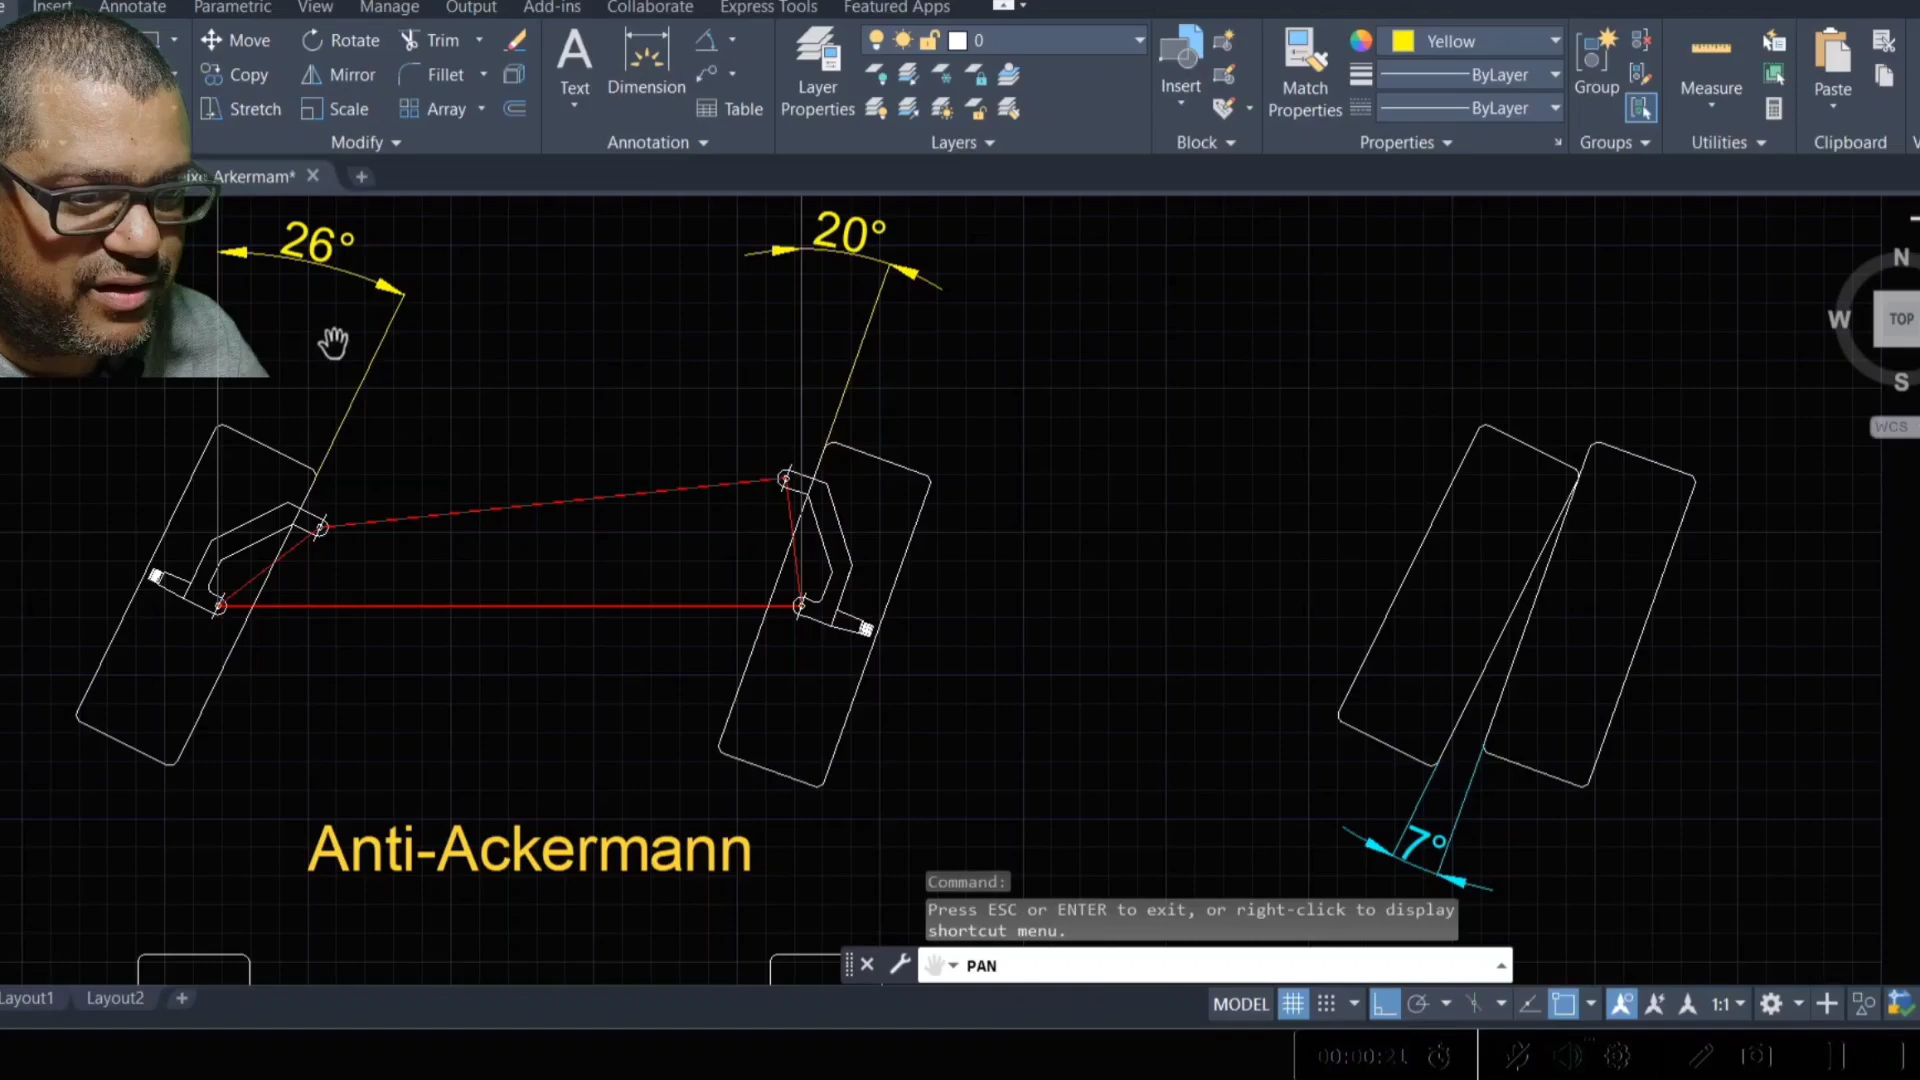 Insert Annotate Parametric View Manage Output Add-ins Collaborate Express Tools Featured Apps
Move Rotate Trim
Copy Mirror Fillet
Stretch Scale Array
Modify
Text
Dimension
Table
Annotation
Layer
Properties
0
Layers
Insert
Block
Match
Properties
Yellow
ByLayer
ByLayer
Properties
Group
Groups
Measure
Utilities
Paste
Clipboard
Arkermam*
26°
20°
N
W
TOP
S
WCS
7°
Anti-Ackermann
Command:
Press ESC or ENTER to exit, or right-click to display
shortcut menu.
PAN
Layout1 Layout2
MODEL
1:1
00:00:21